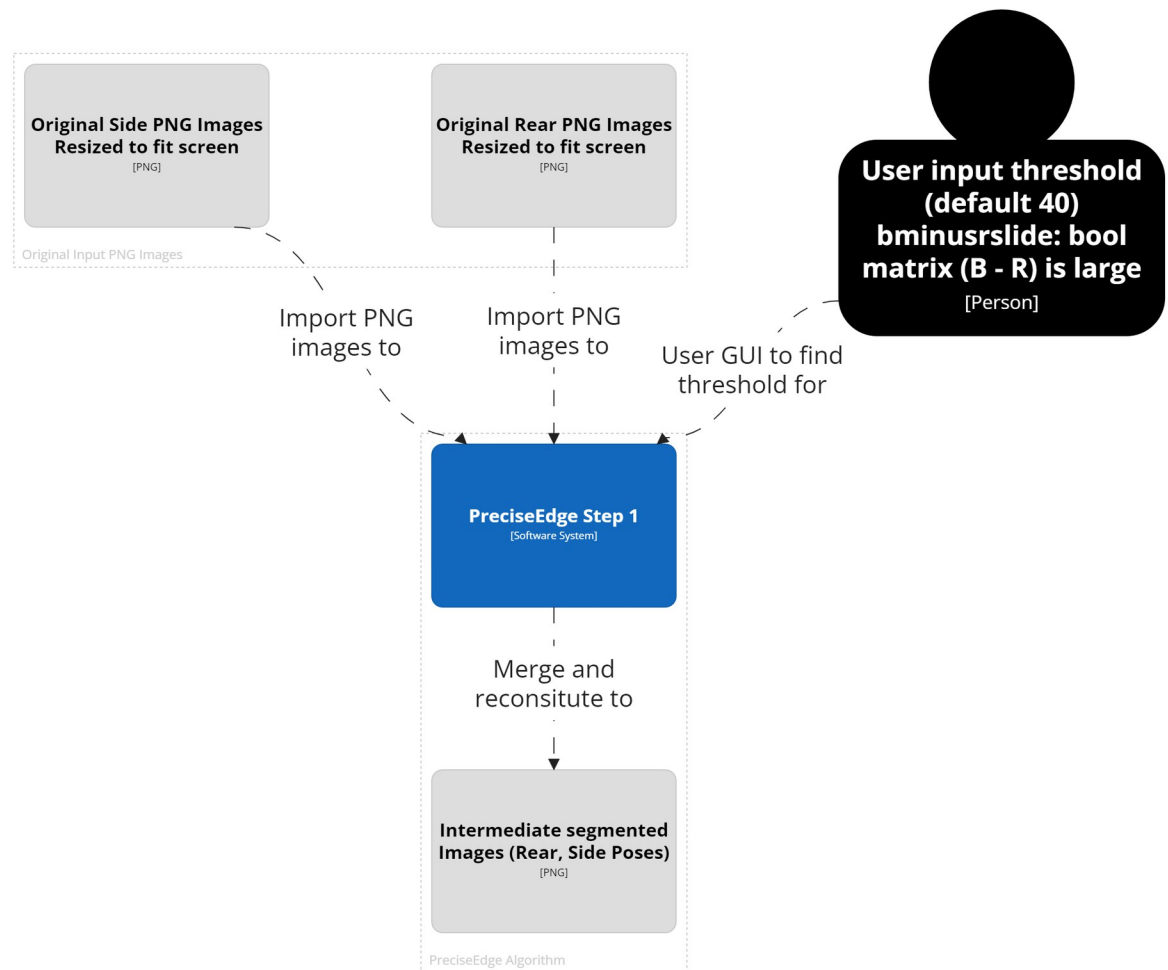 Original Side PNG Images
Resized to fit screen
[PNG]
Original Rear PNG Images
Resized to fit screen
[PNG]
Original Input PNG Images
User input threshold
(default 40)
bminusrslide: bool
matrix (B - R) is large
[Person]
Import PNG
images to
Import PNG
images to
User GUI to find
threshold for
PreciseEdge Step 1
[Software System]
Merge and
reconsitute to
Intermediate segmented
Images (Rear, Side Poses)
[PNG]
PreciseEdge Algorithm